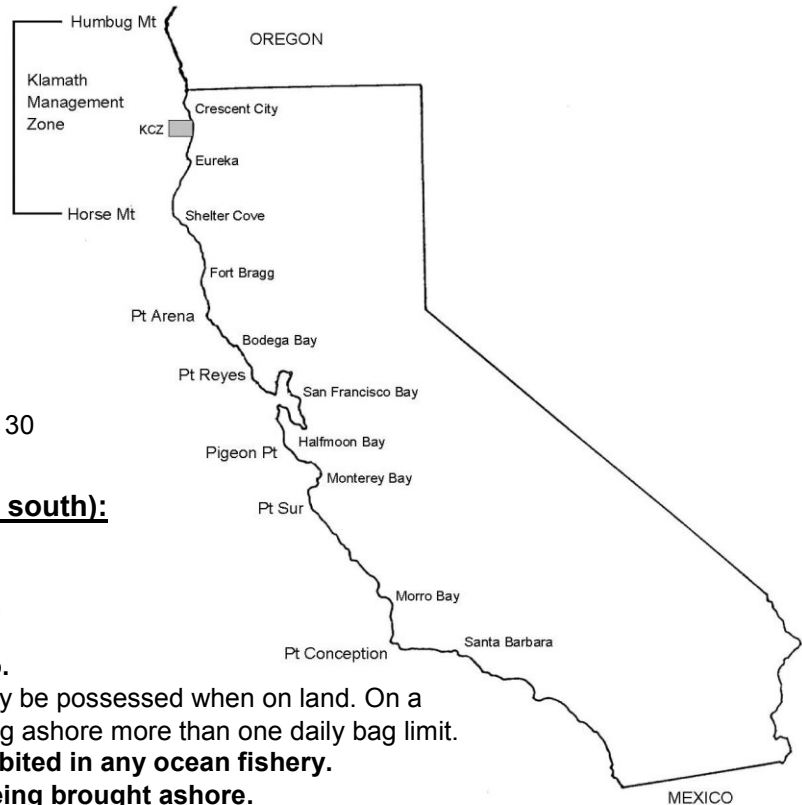 Humbug Mt
OREGON
Klamath
Management
Zone
Crescent City
KCZ
Eureka
Horse Mt
Shelter Cove
Fort Bragg
Pt Arena
Bodega Bay
Pt Reyes
San Francisco Bay
30
Halfmoon Bay
Pigeon Pt
Monterey Bay
south):
Pt Sur
Morro Bay
Santa Barbara
Pt Conception
y be possessed when on land. On a
g ashore more than one daily bag limit.
bited in any ocean fishery.
eing brought ashore.
MEXICO